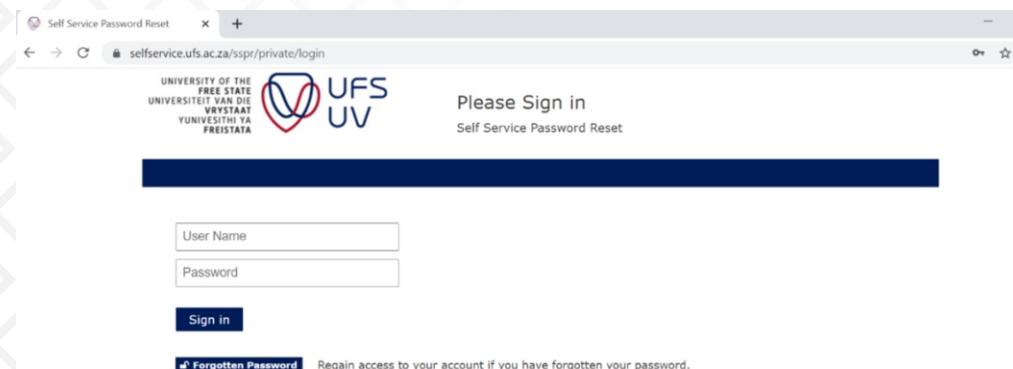 Self Service Password Reset
selfservice.ufs.ac.za/sspr/private/login
UNIVERSITY OF THE
FREE STATE
UNIVERSITEIT VAN DIE
VRYSTAAT
YUNIVESITHI YA
FREISTATA
UFS
UV
Please Sign in
Self Service Password Reset
User Name
Password
Sign in
Forgotten Password Regain access to your account if you have forgotten your password.